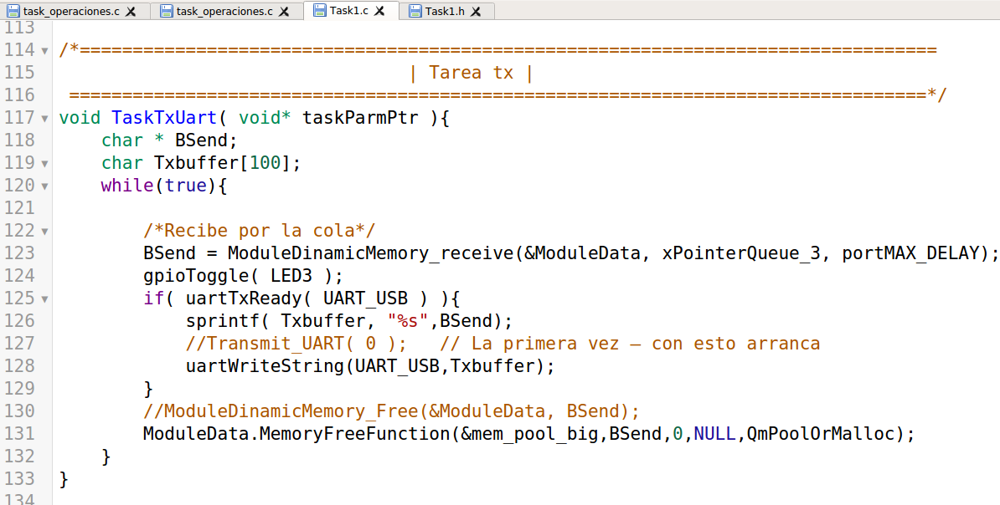 task_operaciones.c task_operaciones.c Task1.c Task1.h
113
114 /*=================================================================================
115 | Tarea tx |
116 =================================================================================*/
117 void TaskTxUart( void* taskParmPtr ){
118 char * BSend;
119 char Txbuffer[100];
120 while(true){
121
122 /*Recibe por la cola*/
123 BSend = ModuleDinamicMemory_receive(&ModuleData, xPointerQueue_3, portMAX_DELAY);
124 gpioToggle( LED3 );
125 if( uartTxReady( UART_USB ) ){
126 sprintf( Txbuffer, "%s",BSend);
127 //Transmit_UART( 0 ); // La primera vez – con esto arranca
128 uartWriteString(UART_USB,Txbuffer);
129 }
130 //ModuleDinamicMemory_Free(&ModuleData, BSend);
131 ModuleData.MemoryFreeFunction(&mem_pool_big,BSend,0,NULL,QmPoolOrMalloc);
132 }
133 }
134